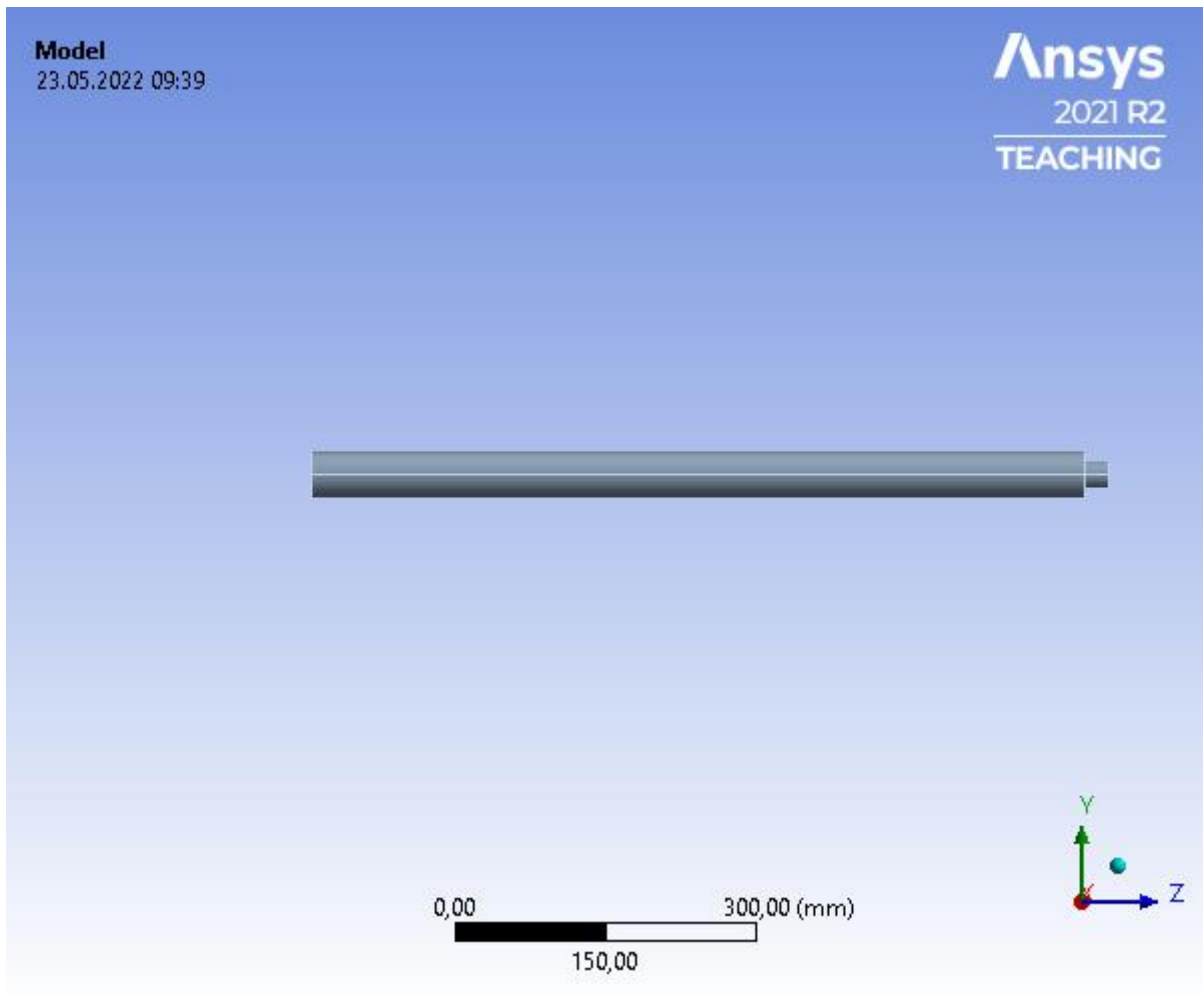 Model
23.05.2022 09:39
Ansys
2021 R2
TEACHING
0,00
300,00 (mm)
150,00
Y
X
Z